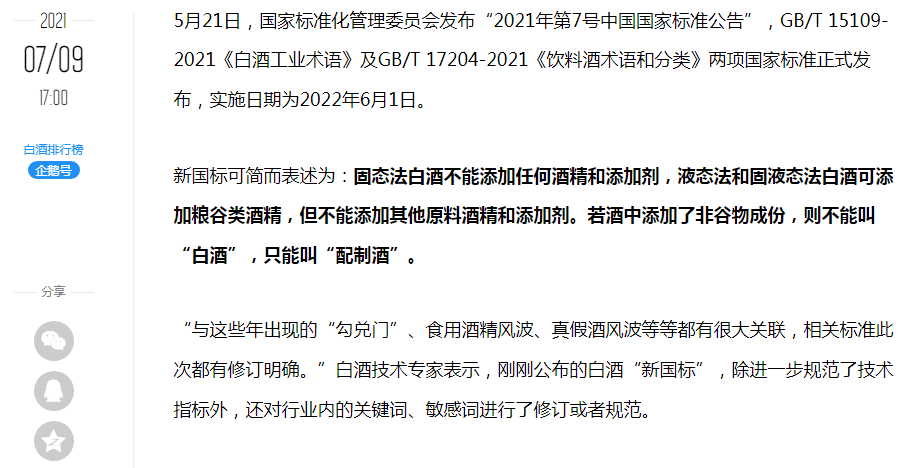 2021
07/09
17:00
白酒排行榜
企鹅号
分享
5月21日，国家标准化管理委员会发布“2021年第7号中国国家标准公告”，GB/T 15109-
2021《白酒工业术语》及GB/T 17204-2021《饮料酒术语和分类》两项国家标准正式发
布，实施日期为2022年6月1日。
新国标可简而表述为：固态法白酒不能添加任何酒精和添加剂，液态法和固液态法白酒可添
加粮谷类酒精，但不能添加其他原料酒精和添加剂。若酒中添加了非谷物成份，则不能叫
“白酒”，只能叫“配制酒”。
“与这些年出现的“勾兑门”、食用酒精风波、真假酒风波等等都有很大关联，相关标准此
次都有修订明确。”白酒技术专家表示，刚刚公布的白酒“新国标”，除进一步规范了技术
指标外，还对行业内的关键词、敏感词进行了修订或者规范。